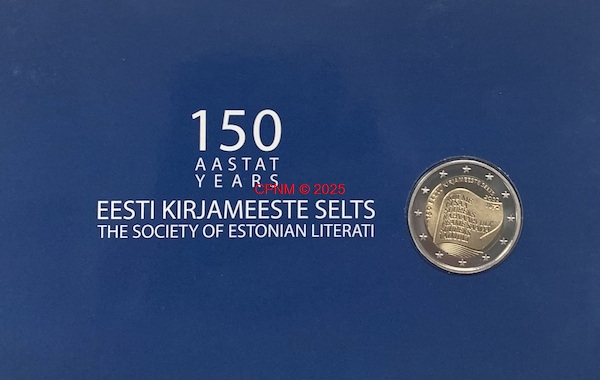 150
AASTAT
YEARS
CPNM © 2025
EESTI KIRJAMEESTE SELTS
THE SOCIETY OF ESTONIAN LITERATI